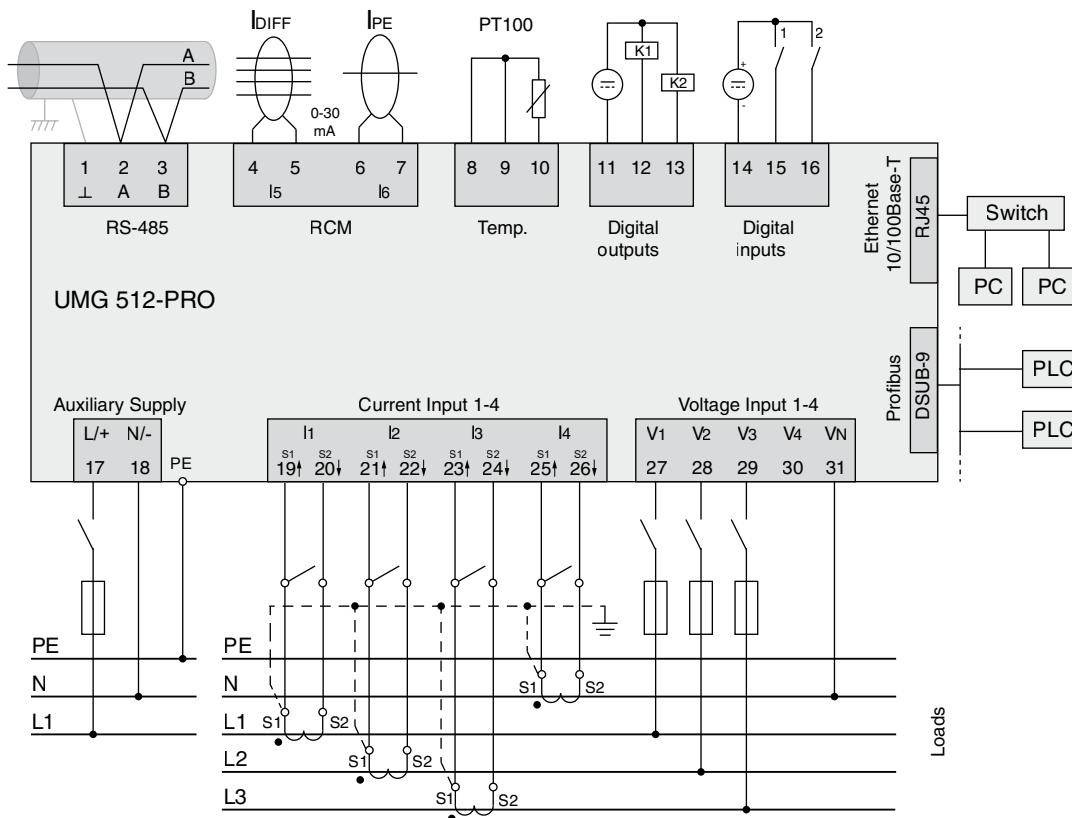 IDIFF IPE PT100
A
B
0-30
mA
K1
K2
+
-
1 2
1 2 3
⊥ A B
RS-485
4 5 6 7
I5 I6
RCM
8 9 10
Temp.
11 12 13
Digital
outputs
14 15 16
Digital
inputs
Ethernet
10/100Base-T
RJ45
Switch
PC PC
UMG 512-PRO
Profibus
DSUB-9
PLC
PLC
Auxiliary Supply
L/+ N/-
17 18
PE
Current Input 1-4
I1 I2 I3 I4
S1 S2 S1 S2 S1 S2 S1 S2
19 20 21 22 23 24 25 26
Voltage Input 1-4
V1 V2 V3 V4 VN
27 28 29 30 31
PE
N
L1
PE
N
L1
L2
L3
S1 S2
S1 S2
S1 S2
S1 S2
Loads